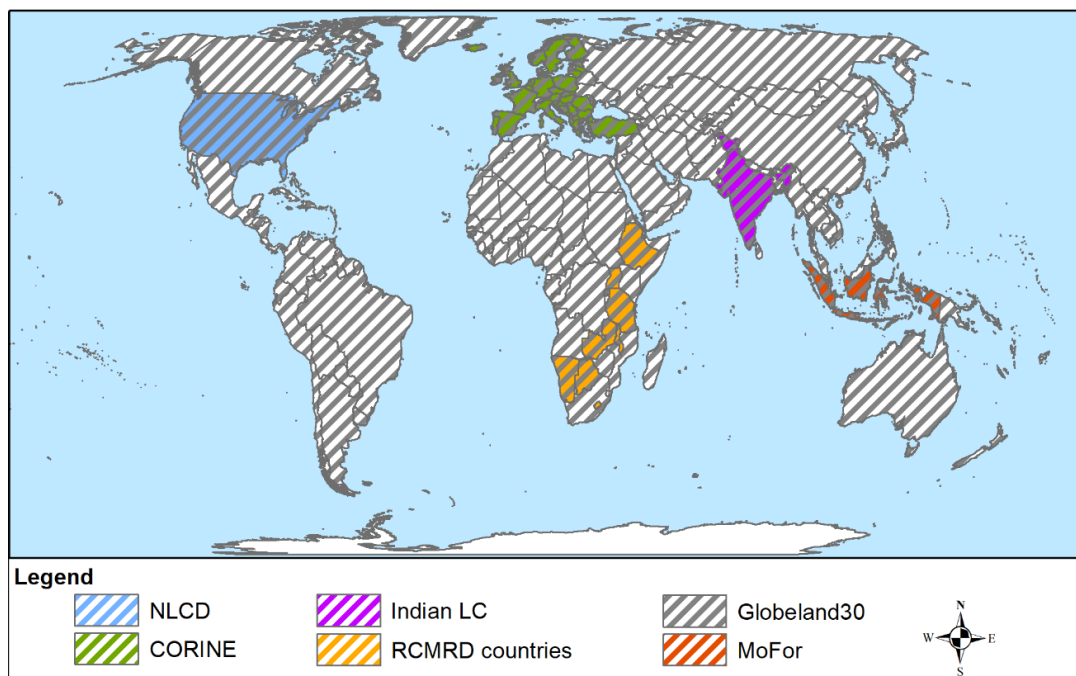 Legend
NLCD
Indian LC
Globeland30
CORINE
RCMRD countries
MoFor
N
W E
S